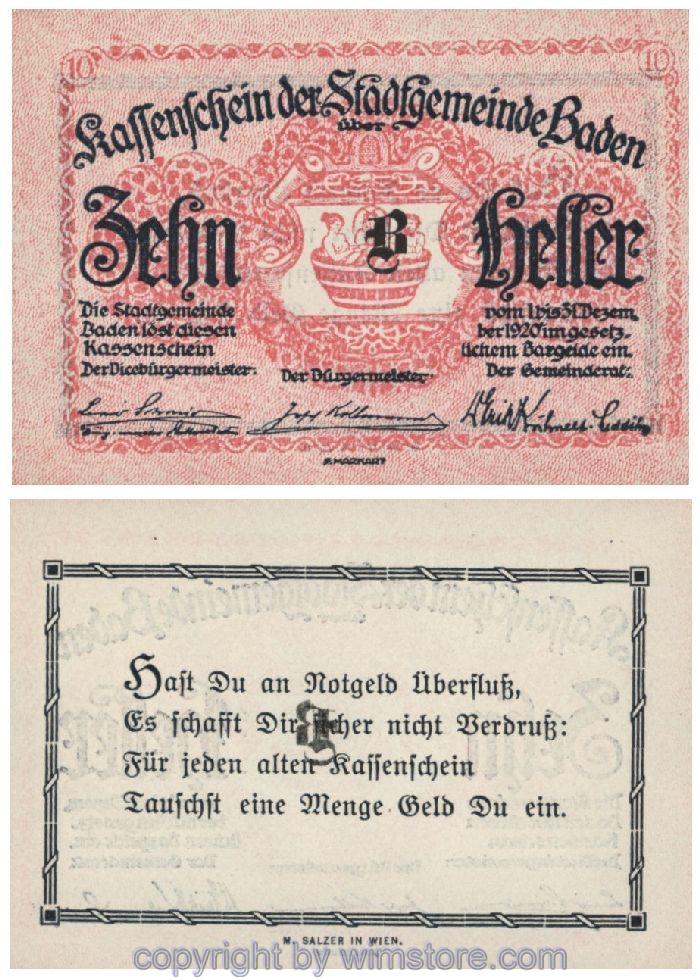 10 10
Kassenschein der Stadtgemeinde Baden
über
Zehn B Heller
Die Stadtgemeinde
Baden löst diesen
Kassenschein
vom 1. bis 31. Dezem-
ber 1920 im gesetz-
lichem Bargelde ein.
Der Vicebürgermeister: Der Bürgermeister: Der Gemeinderat:
Josef Kollmann
F. MARKART
Hast Du an Notgeld Überfluß,
Es schafft Dir sicher nicht Verdruß:
Für jeden alten Kassenschein
Tauschst eine Menge Geld Du ein.
B
M. SALZER IN WIEN.
copyright by wimstore.com